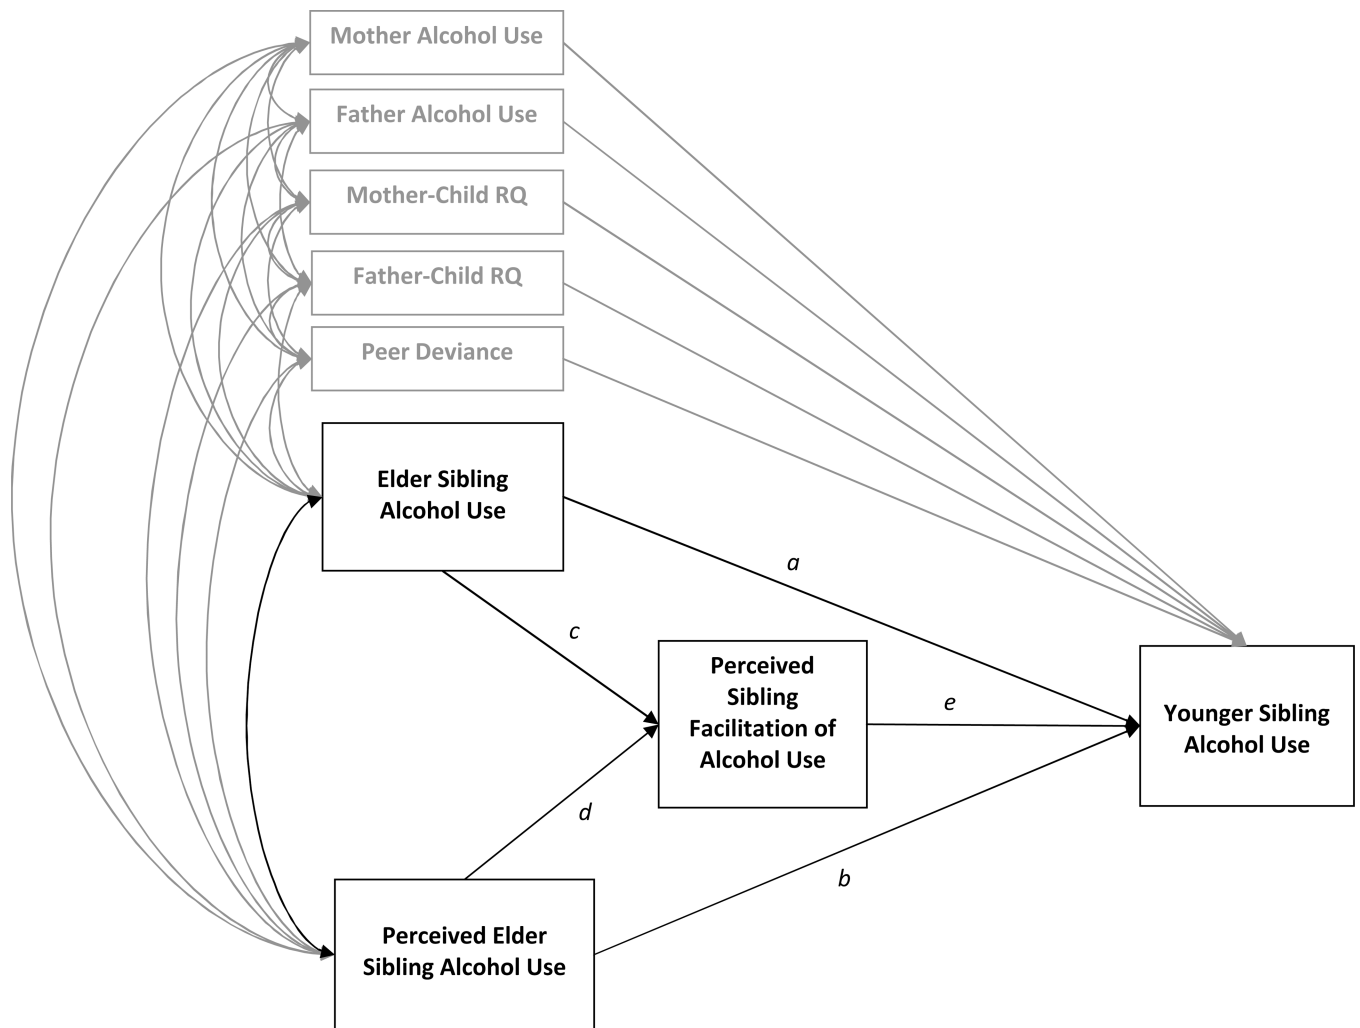 Mother Alcohol Use
Father Alcohol Use
Mother-Child RQ
Father-Child RQ
Peer Deviance
Elder Sibling
Alcohol Use
a
c
Perceived
Sibling
Facilitation of
Alcohol Use
e
Younger Sibling
Alcohol Use
d
b
Perceived Elder
Sibling Alcohol Use